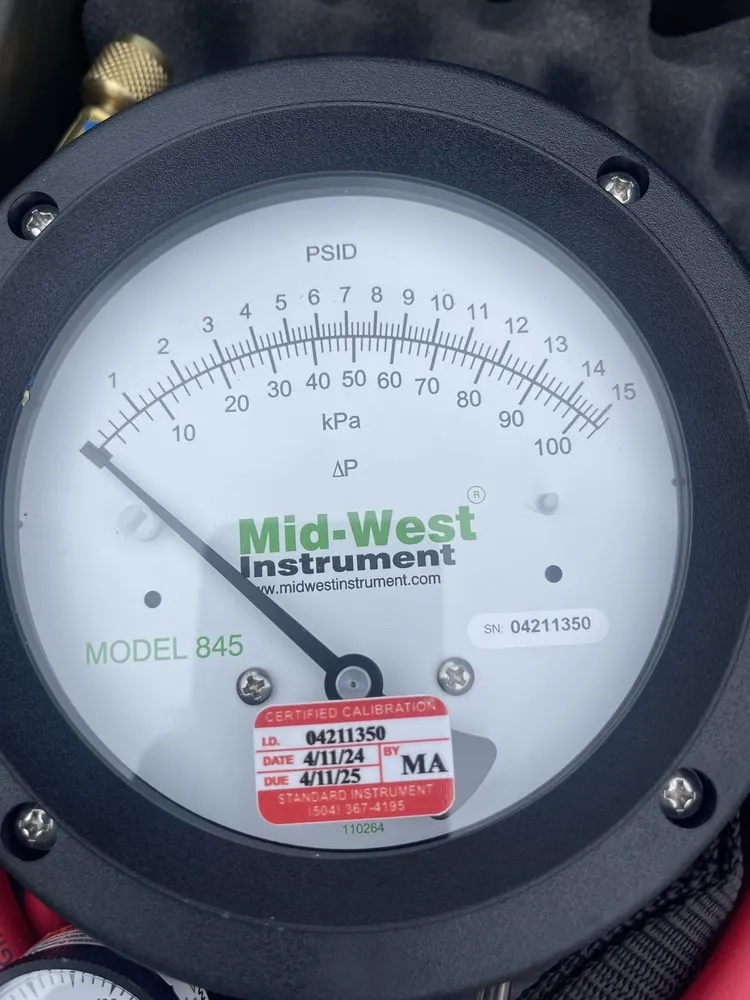 PSID
1 2 3 4 5 6 7 8 9 10 11 12 13 14 15
10 20 30 40 50 60 70 80 90 100
kPa
ΔP
Mid-West ®
Instrument
www.midwestinstrument.com
SN: 04211350
MODEL 845
CERTIFIED CALIBRATION
I.D. 04211350
DATE 4/11/24 BY MA
DUE 4/11/25
STANDARD INSTRUMENT
(504) 367-4195
110264